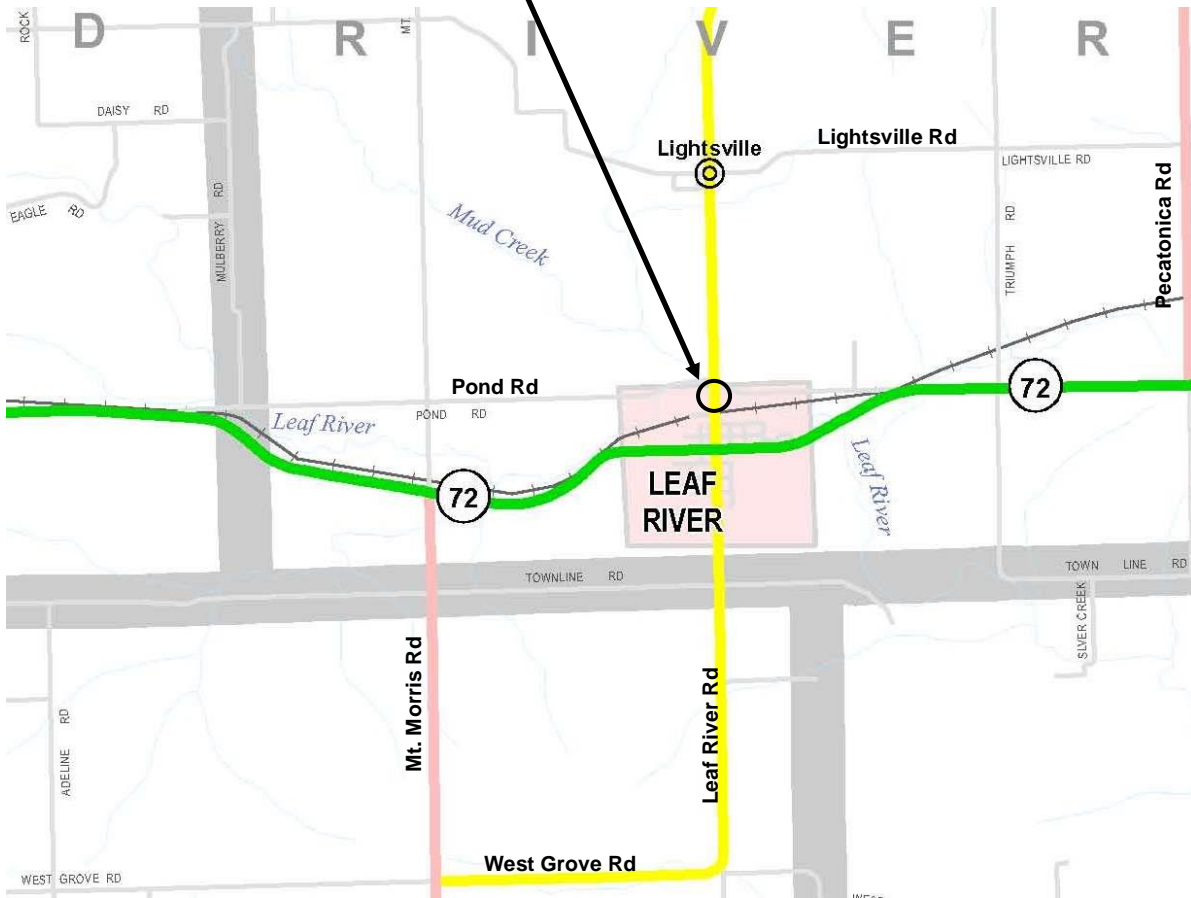 D R I V E R
ROCK
MT.
DAISY RD
Lightsville
Lightsville Rd
LIGHTSVILLE RD
EAGLE RD
MULBERRY RD
Mud Creek
TRIUMPH RD
Pecatonica Rd
Pond Rd
POND RD
72
Leaf River
72
LEAF
RIVER
Leaf River
TOWNLINE RD
TOWN LINE RD
SLVER CREEK
ADELINE RD
Mt. Morris Rd
Leaf River Rd
West Grove Rd
WEST GROVE RD